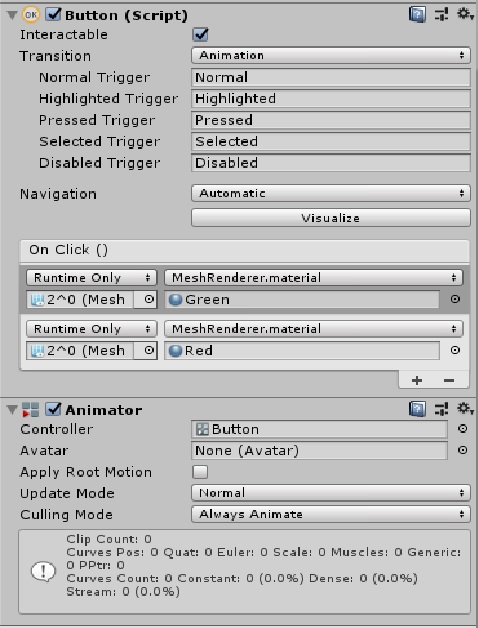 OK Button (Script)
Interactable
Transition Animation
Normal Trigger Normal
Highlighted Trigger Highlighted
Pressed Trigger Pressed
Selected Trigger Selected
Disabled Trigger Disabled
Navigation Automatic
Visualize
On Click ()
Runtime Only MeshRenderer.material
2^0 (Mesh Green
Runtime Only MeshRenderer.material
2^0 (Mesh Red
+ −
Animator
Controller Button
Avatar None (Avatar)
Apply Root Motion
Update Mode Normal
Culling Mode Always Animate
Clip Count: 0
Curves Pos: 0 Quat: 0 Euler: 0 Scale: 0 Muscles: 0 Generic:
0 PPtr: 0
Curves Count: 0 Constant: 0 (0.0%) Dense: 0 (0.0%)
Stream: 0 (0.0%)